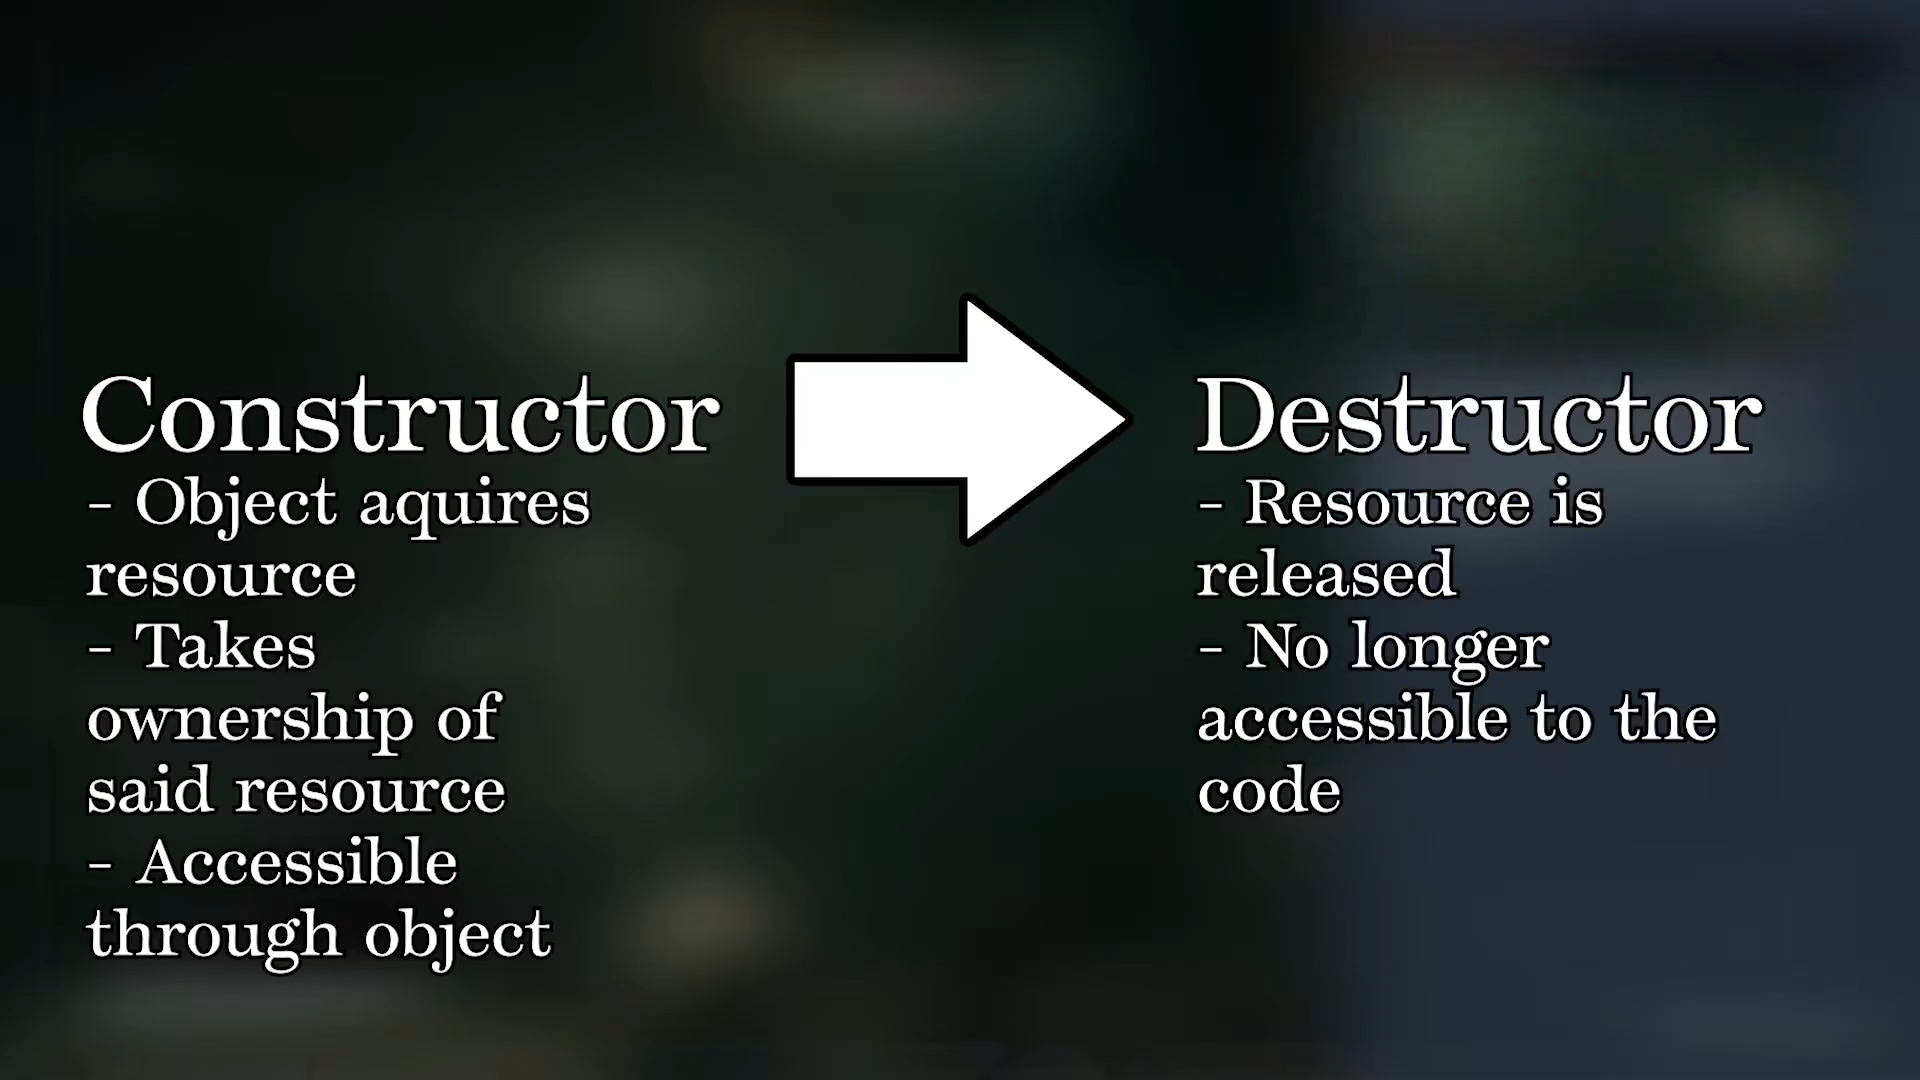 Constructor
- Object aquires
resource
- Takes
ownership of
said resource
- Accessible
through object
Destructor
- Resource is
released
- No longer
accessible to the
code